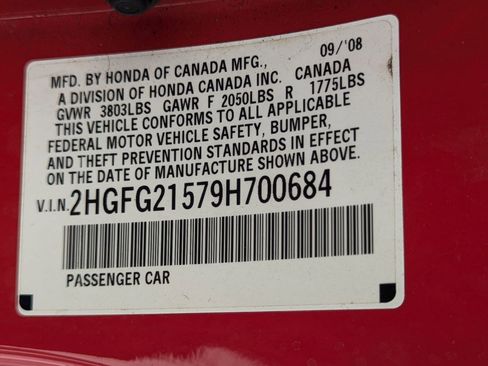 09/'08
MFD. BY HONDA OF CANADA MFG.,
A DIVISION OF HONDA CANADA INC. CANADA
GVWR 3803LBS GAWR F 2050LBS R 1775LBS
THIS VEHICLE CONFORMS TO ALL APPLICABLE
FEDERAL MOTOR VEHICLE SAFETY, BUMPER,
AND THEFT PREVENTION STANDARDS IN EFFECT
ON THE DATE OF MANUFACTURE SHOWN ABOVE.
V.I.N. 2HGFG21579H700684
PASSENGER CAR